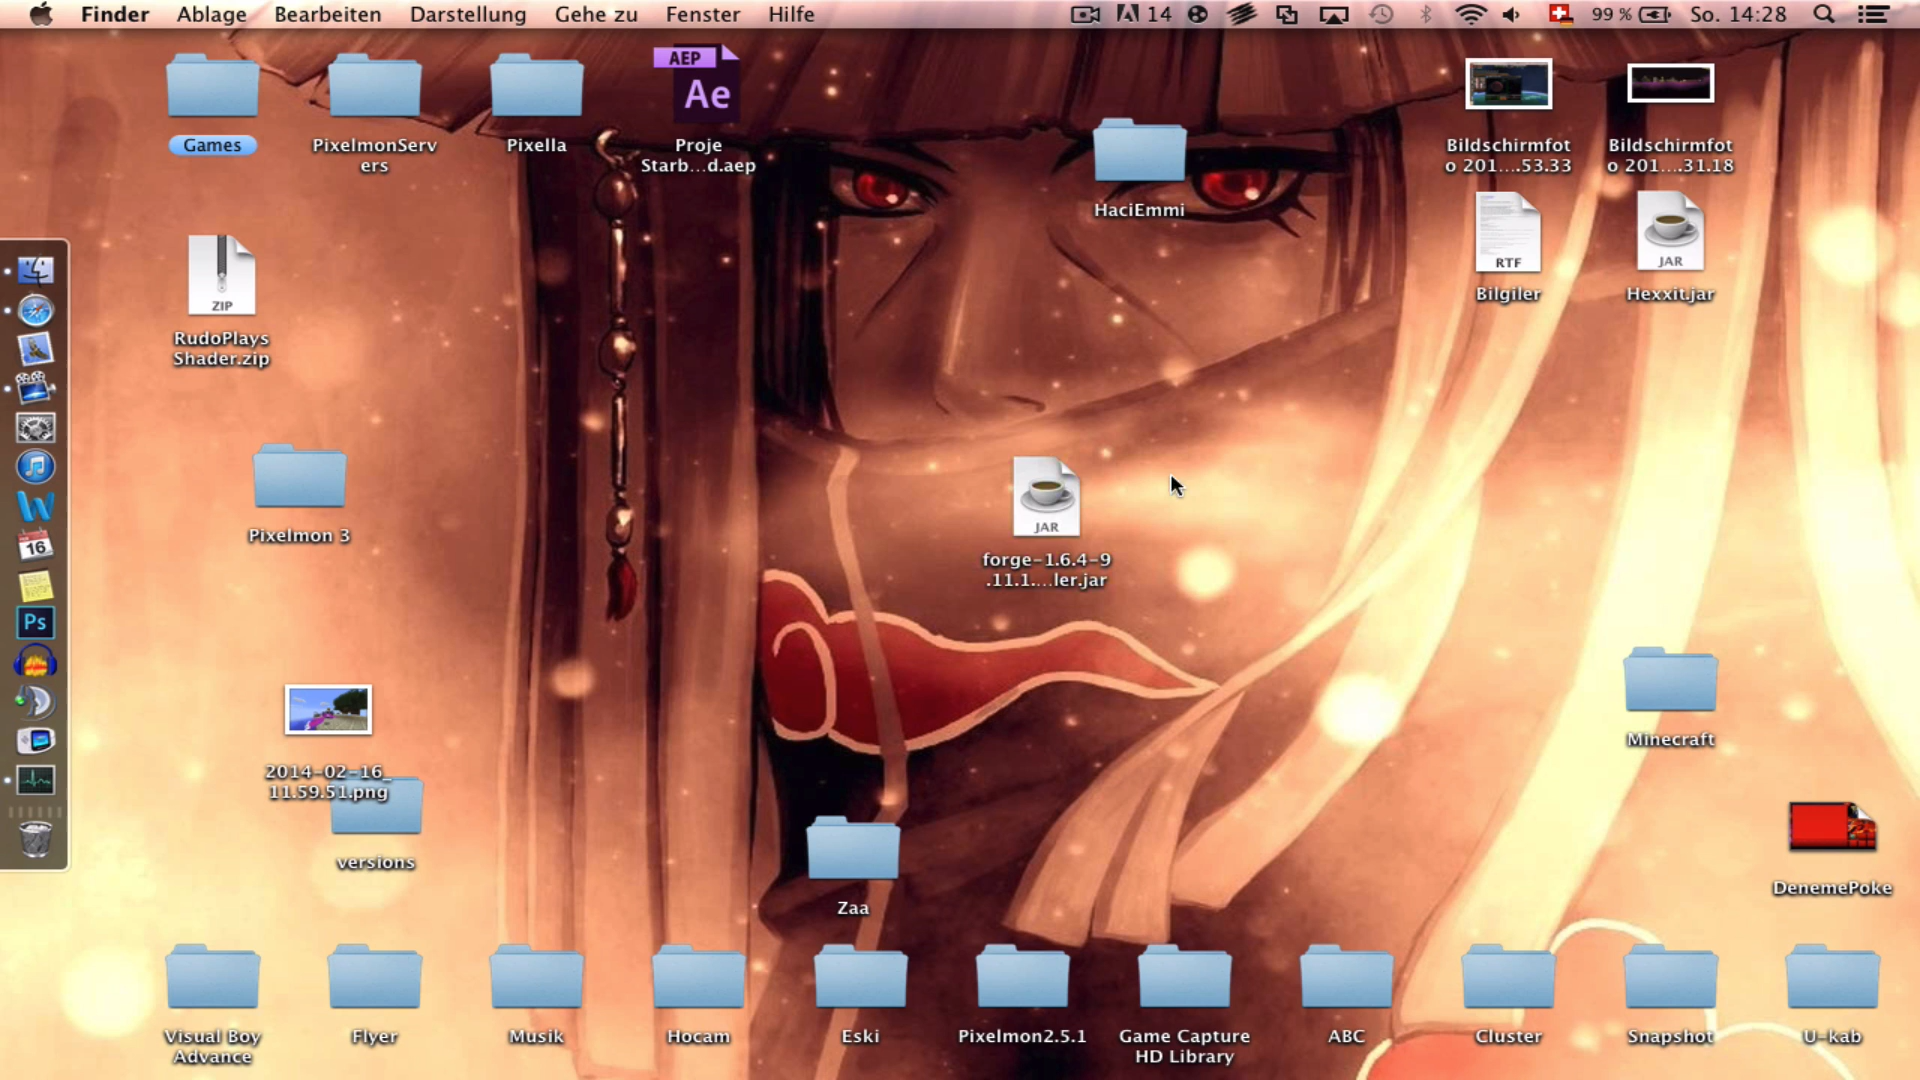 Finder Ablage Bearbeiten Darstellung Gehe zu Fenster Hilfe 14 99 % So. 14:28
Games
PixelmonServ
ers
Pixella
AEP
Ae
Proje
Starb...d.aep
HaciEmmi
Bildschirmfot
o 201....53.33
Bildschirmfot
o 201....31.18
ZIP
RudoPlays
Shader.zip
RTF
Bilgiler
JAR
Hexxit.jar
Pixelmon 3
JAR
forge-1.6.4-9
.11.1....ler.jar
16
Ps
Minecraft
2014-02-16_
11.59.51.png
versions
Zaa
DenemePoke
Visual Boy
Advance
Flyer
Musik
Hocam
Eski
Pixelmon2.5.1
Game Capture
HD Library
ABC
Cluster
Snapshot
U-kab